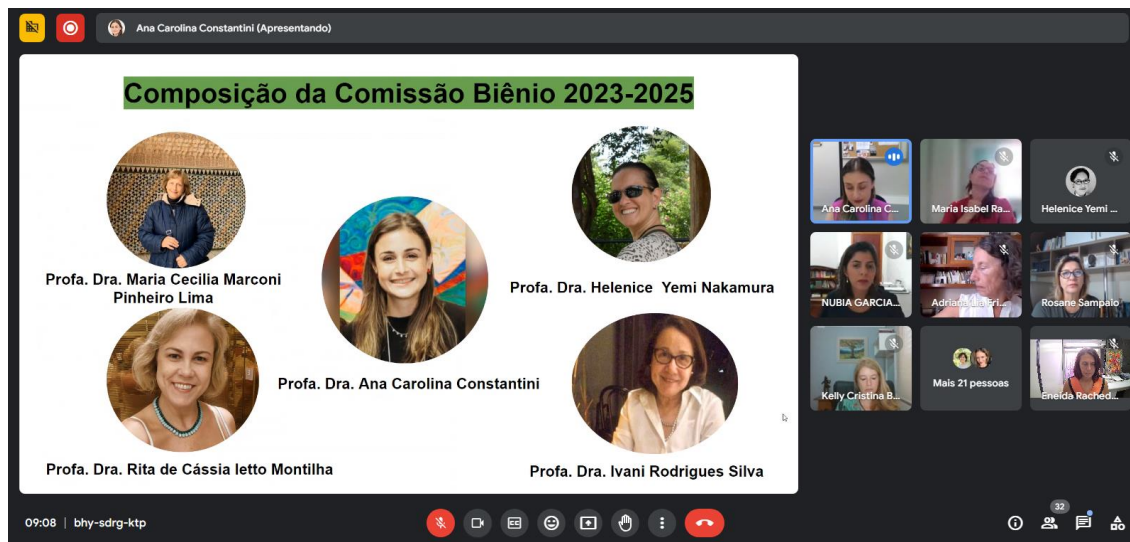 Ana Carolina Constantini (Apresentando)
Composição da Comissão Biênio 2023-2025
Profa. Dra. Maria Cecilia Marconi
Pinheiro Lima
Profa. Dra. Helenice Yemi Nakamura
Profa. Dra. Ana Carolina Constantini
Profa. Dra. Rita de Cássia Ietto Montilha
Profa. Dra. Ivani Rodrigues Silva
Ana Carolina C...
Maria Isabel Ra...
Helenice Yemi ...
NUBIA GARCIA...
Adriana Lia Fri...
Rosane Sampaio
Kelly Cristina B...
Mais 21 pessoas
Eneida Rached...
09:08 | bhy-sdrg-ktp
32